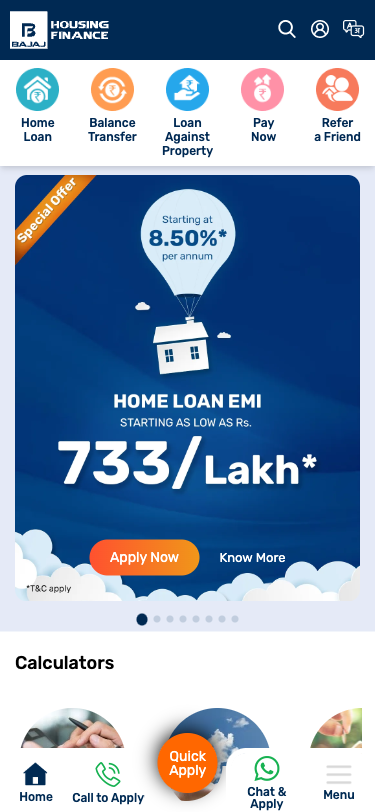 B
BAJAJ
HOUSING
FINANCE
A अ
Home
Loan
Balance
Transfer
Loan
Against
Property
Pay
Now
Refer
a Friend
Special Offer
Starting at
8.50%*
per annum
HOME LOAN EMI
STARTING AS LOW AS Rs.
733/Lakh*
Apply Now
Know More
*T&C apply
Calculators
Quick
Apply
Home
Call to Apply
Chat &
Apply
Menu